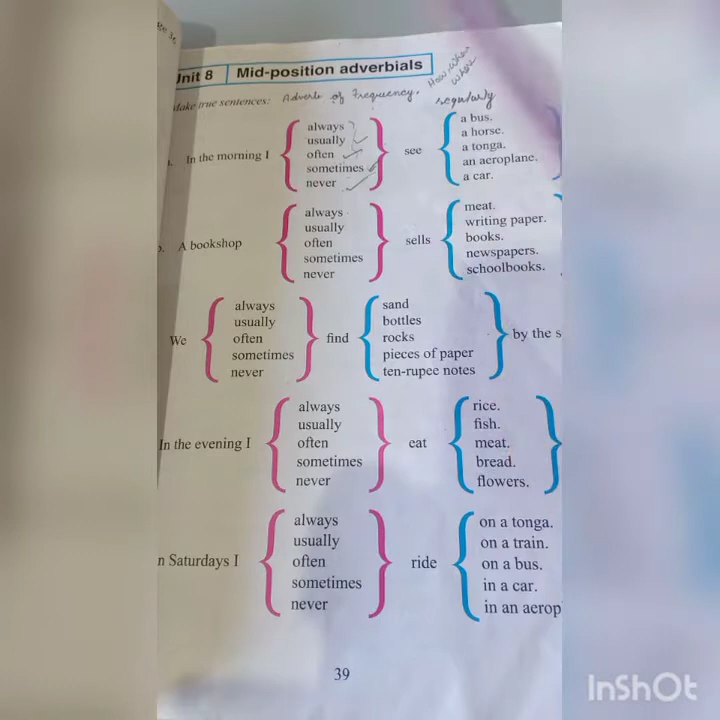 Unit 8 Mid-position adverbials
How, when
where
Make true sentences: Adverb of Frequency. regularly
In the morning I
always
usually
often
sometimes
never
see
a bus.
a horse.
a tonga.
an aeroplane.
a car.
A bookshop
always
usually
often
sometimes
never
sells
meat.
writing paper.
books.
newspapers.
schoolbooks.
We
always
usually
often
sometimes
never
find
sand
bottles
rocks
pieces of paper
ten-rupee notes
by the s
In the evening I
always
usually
often
sometimes
never
eat
rice.
fish.
meat.
bread.
flowers.
n Saturdays I
always
usually
often
sometimes
never
ride
on a tonga.
on a train.
on a bus.
in a car.
in an aerop
39
InShOt